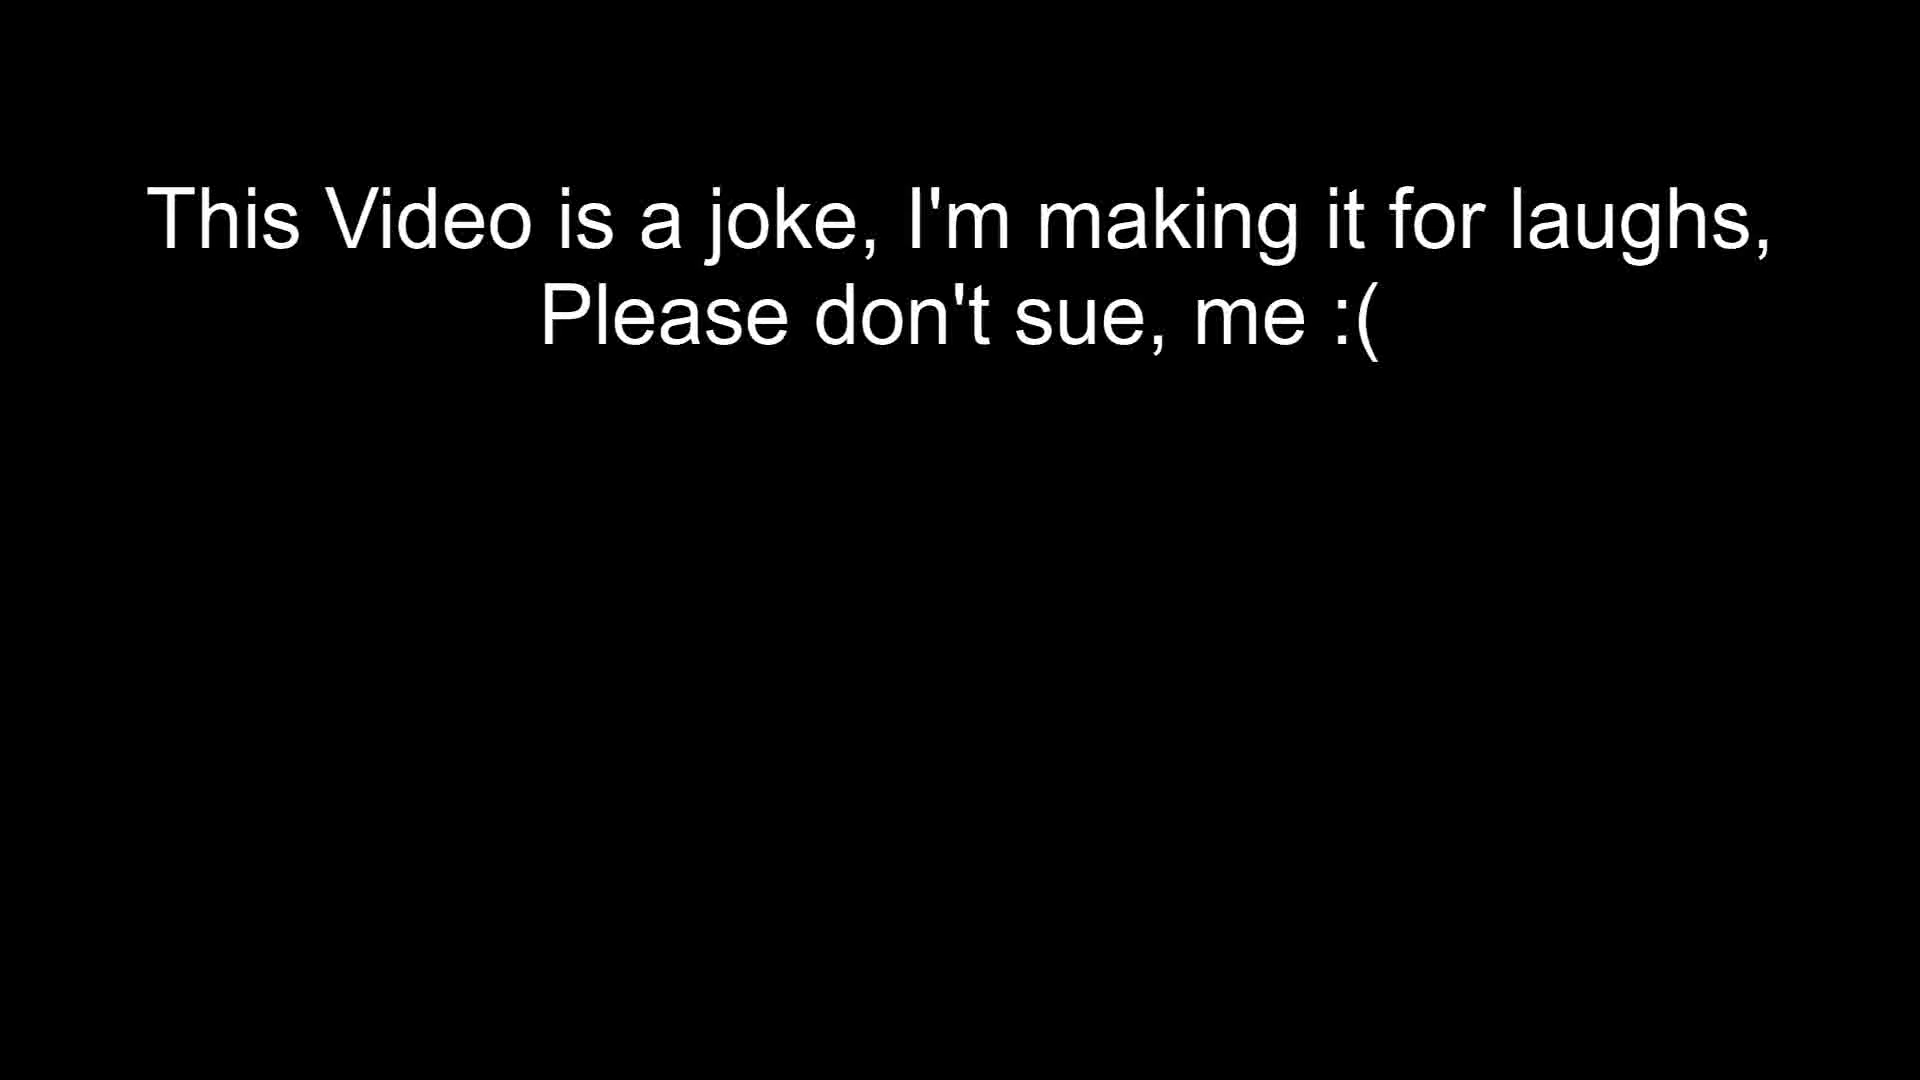 This Video is a joke, I'm making it for laughs,
Please don't sue, me :(